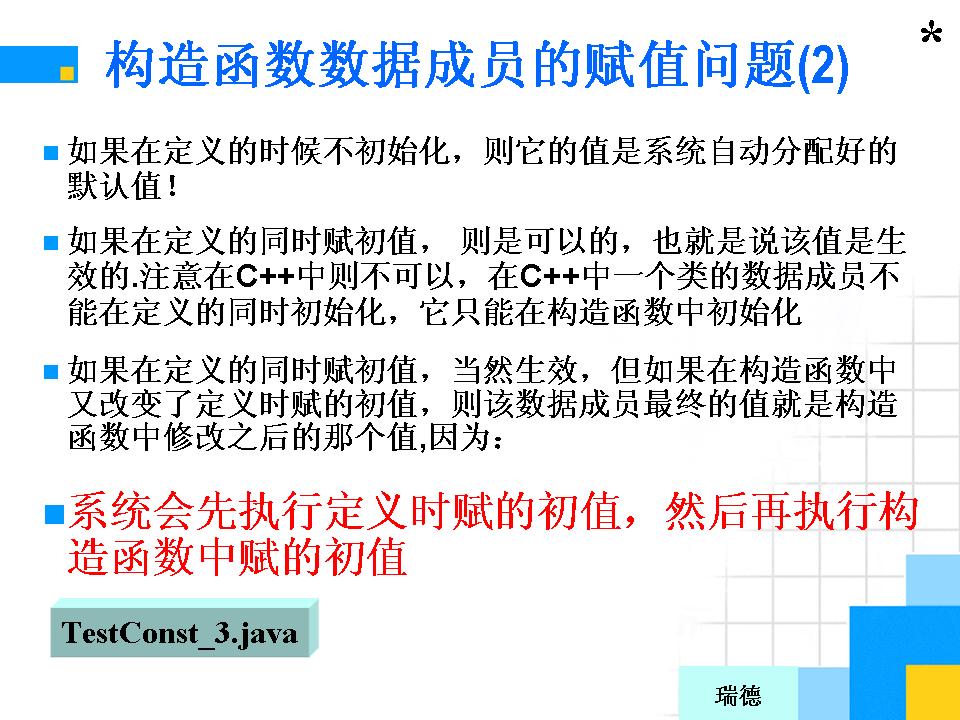 *
构造函数数据成员的赋值问题(2)
如果在定义的时候不初始化，则它的值是系统自动分配好的
默认值！
如果在定义的同时赋初值， 则是可以的，也就是说该值是生
效的.注意在C++中则不可以，在C++中一个类的数据成员不
能在定义的同时初始化，它只能在构造函数中初始化
如果在定义的同时赋初值，当然生效，但如果在构造函数中
又改变了定义时赋的初值，则该数据成员最终的值就是构造
函数中修改之后的那个值,因为：
系统会先执行定义时赋的初值，然后再执行构
造函数中赋的初值
TestConst_3.java
瑞德